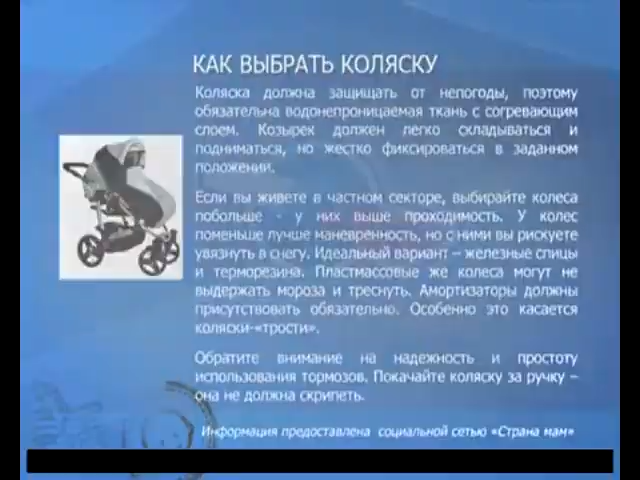 КАК ВЫБРАТЬ КОЛЯСКУ
Коляска должна защищать от непогоды, поэтому
обязательна водонепроницаемая ткань с согревающим
слоем. Козырек должен легко складываться и
подниматься, но жестко фиксироваться в заданном
положении.
Если вы живете в частном секторе, выбирайте колеса
побольше - у них выше проходимость. У колес
поменьше лучше маневренность, но с ними вы рискуете
увязнуть в снегу. Идеальный вариант – железные спицы
и терморезина. Пластмассовые же колеса могут не
выдержать мороза и треснуть. Амортизаторы должны
присутствовать обязательно. Особенно это касается
коляски-«трости».
Обратите внимание на надежность и простоту
использования тормозов. Покачайте коляску за ручку –
она не должна скрипеть.
Информация предоставлена социальной сетью «Страна мам»